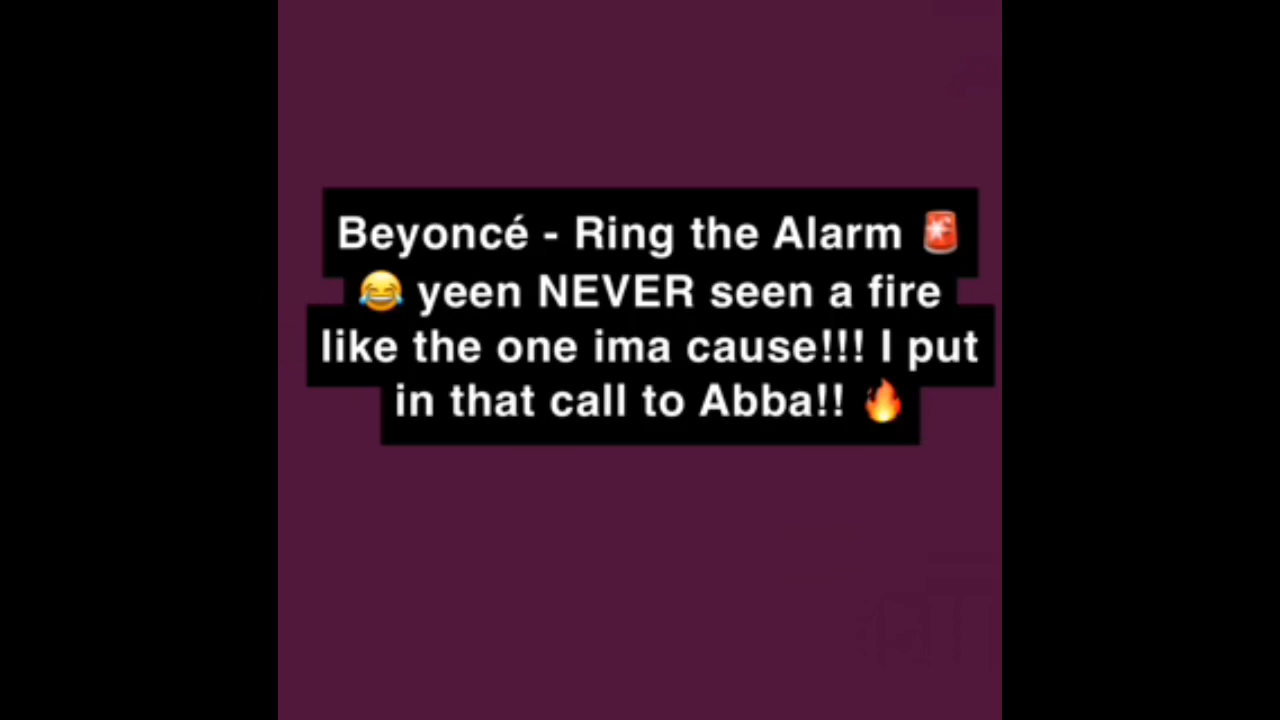 Beyoncé - Ring the Alarm 🚨
😂 yeen NEVER seen a fire
like the one ima cause!!! I put
in that call to Abba!! 🔥